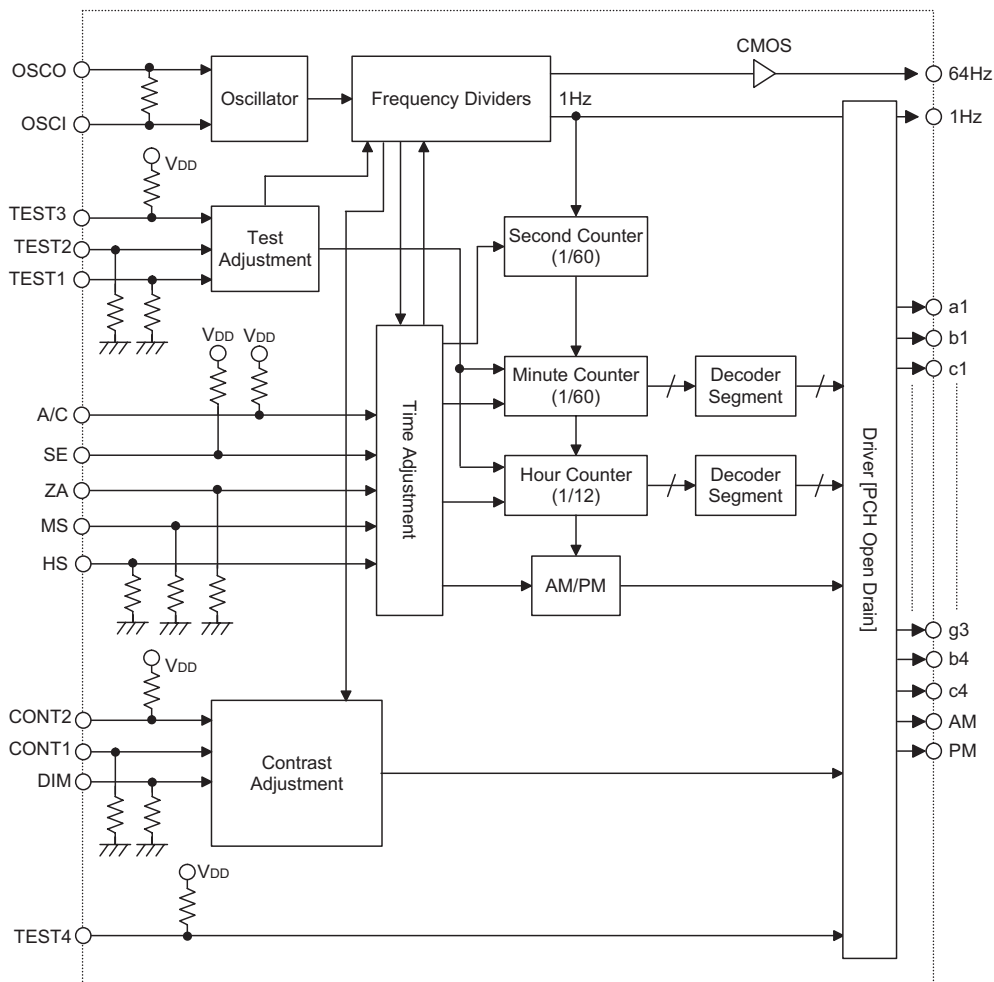 CMOS
OSCO
Oscillator
Frequency Dividers
64Hz
OSCI
1Hz
1Hz
VDD
TEST3
TEST2
TEST1
Test
Adjustment
Second Counter
(1/60)
a1
b1
c1
VDD
VDD
Minute Counter
(1/60)
Decoder
Segment
A/C
SE
ZA
MS
HS
Time Adjustment
Hour Counter
(1/12)
Decoder
Segment
Driver [PCH Open Drain]
AM/PM
g3
b4
c4
AM
PM
VDD
CONT2
CONT1
DIM
Contrast
Adjustment
VDD
TEST4